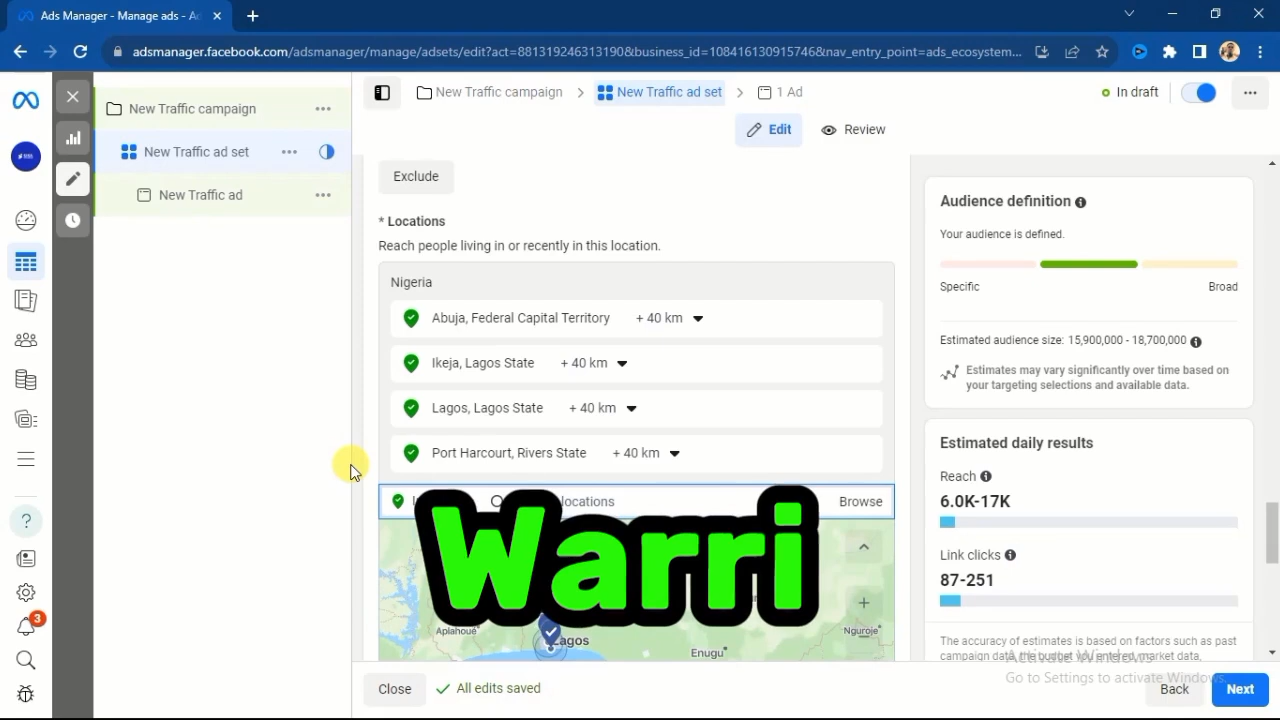 Ads Manager - Manage ads - Ac
adsmanager.facebook.com/adsmanager/manage/adsets/edit?act=881319246313190&business_id=108416130915746&nav_entry_point=ads_ecosystem...
New Traffic campaign
New Traffic ad set
1 Ad
In draft
New Traffic campaign
New Traffic ad set
New Traffic ad
Edit
Review
Exclude
* Locations
Reach people living in or recently in this location.
Nigeria
Abuja, Federal Capital Territory + 40 km
Ikeja, Lagos State + 40 km
Lagos, Lagos State + 40 km
Port Harcourt, Rivers State + 40 km
locations
Browse
Warri
Lagos
Enugu
Nguroje
Audience definition
Your audience is defined.
Specific
Broad
Estimated audience size: 15,900,000 - 18,700,000
Estimates may vary significantly over time based on
your targeting selections and available data.
Estimated daily results
Reach
6.0K-17K
Link clicks
87-251
The accuracy of estimates is based on factors such as past
campaign data, the budget you entered, market data,
Activate Windows
Go to Settings to activate Windows.
3
Close
All edits saved
Back
Next